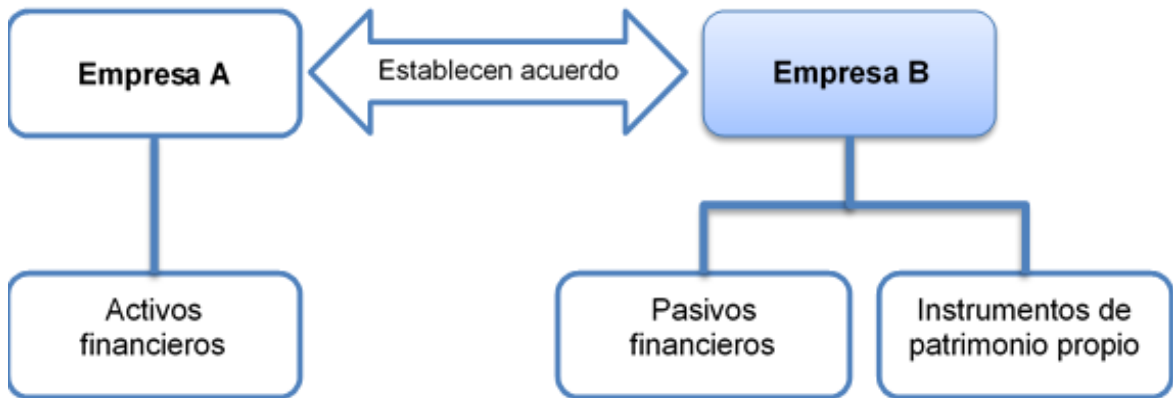 Empresa A
Establecen acuerdo
Empresa B
Activos
financieros
Pasivos
financieros
Instrumentos de
patrimonio propio